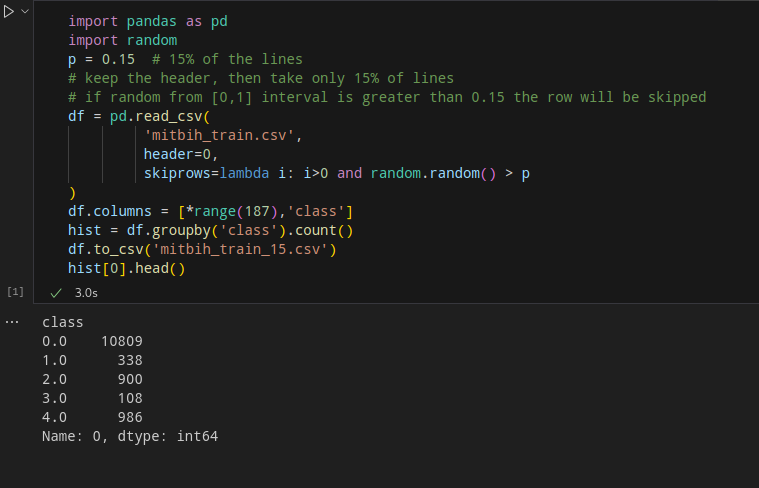 import pandas as pd
import random
p = 0.15  # 15% of the lines
# keep the header, then take only 15% of lines
# if random from [0,1] interval is greater than 0.15 the row will be skipped
df = pd.read_csv(
         'mitbih_train.csv',
         header=0,
         skiprows=lambda i: i>0 and random.random() > p
)
df.columns = [*range(187),'class']
hist = df.groupby('class').count()
df.to_csv('mitbih_train_15.csv')
hist[0].head()
[1] ✓ 3.0s
... class
0.0    10809
1.0      338
2.0      900
3.0      108
4.0      986
Name: 0, dtype: int64